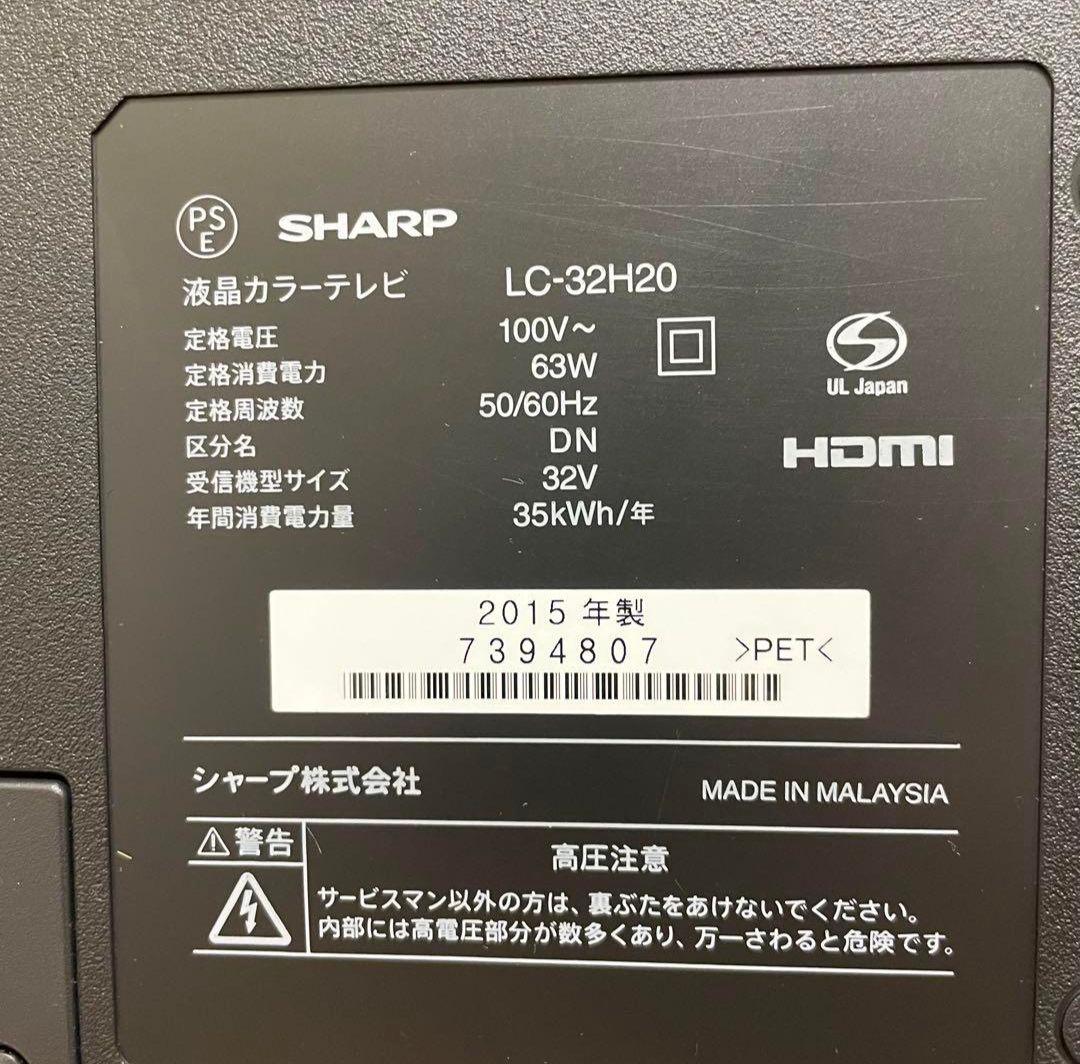 PS
E
SHARP
液晶カラーテレビ LC-32H20
定格電圧 100V～
定格消費電力 63W
定格周波数 50/60Hz
区分名 DN
受信機型サイズ 32V
年間消費電力量 35kWh/年
UL Japan
HDMI
2015 年製
7394807 >PET<
シャープ株式会社 MADE IN MALAYSIA
警告
高圧注意
サービスマン以外の方は、裏ぶたをあけないでください。
内部には高電圧部分が数多くあり、万一さわると危険です。